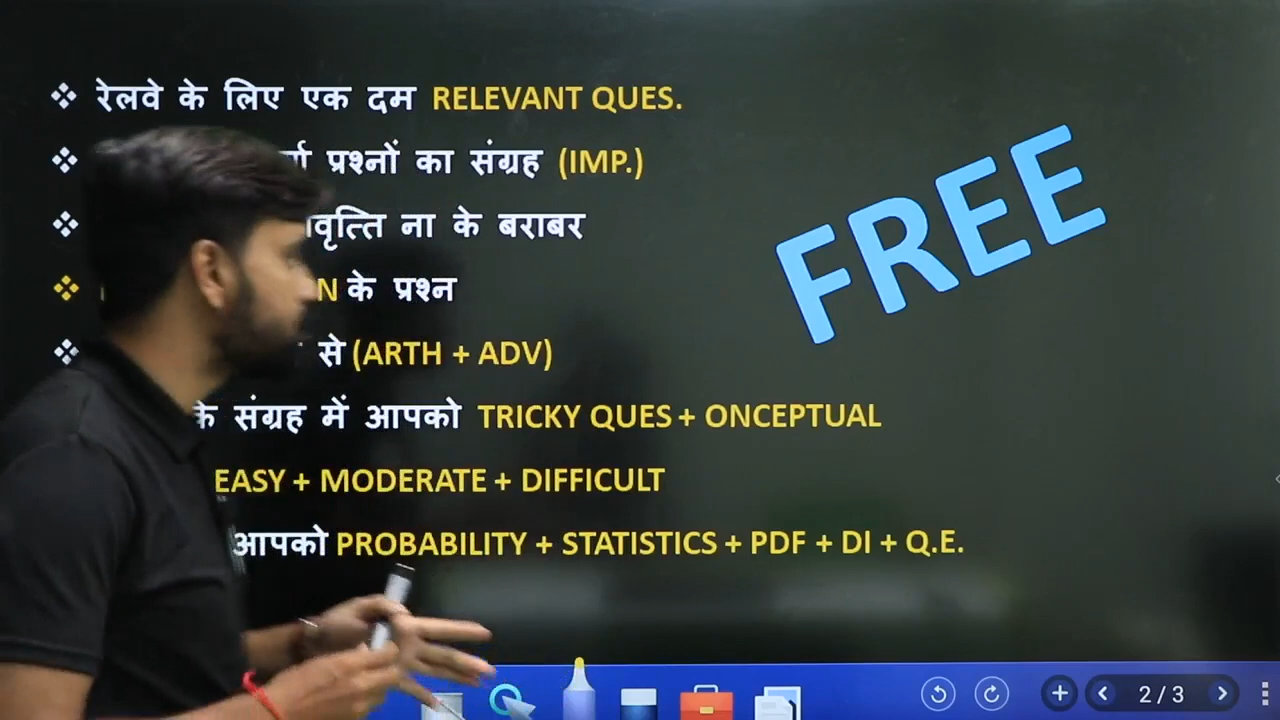 रेलवे के लिए एक दम RELEVANT QUES.
प्रश्नों का संग्रह (IMP.)
ना के बराबर
के प्रश्न
से (ARTH + ADV)
के संग्रह में आपको TRICKY QUES + ONCEPTUAL
EASY + MODERATE + DIFFICULT
आपको PROBABILITY + STATISTICS + PDF + DI + Q.E.
FREE
2 / 3